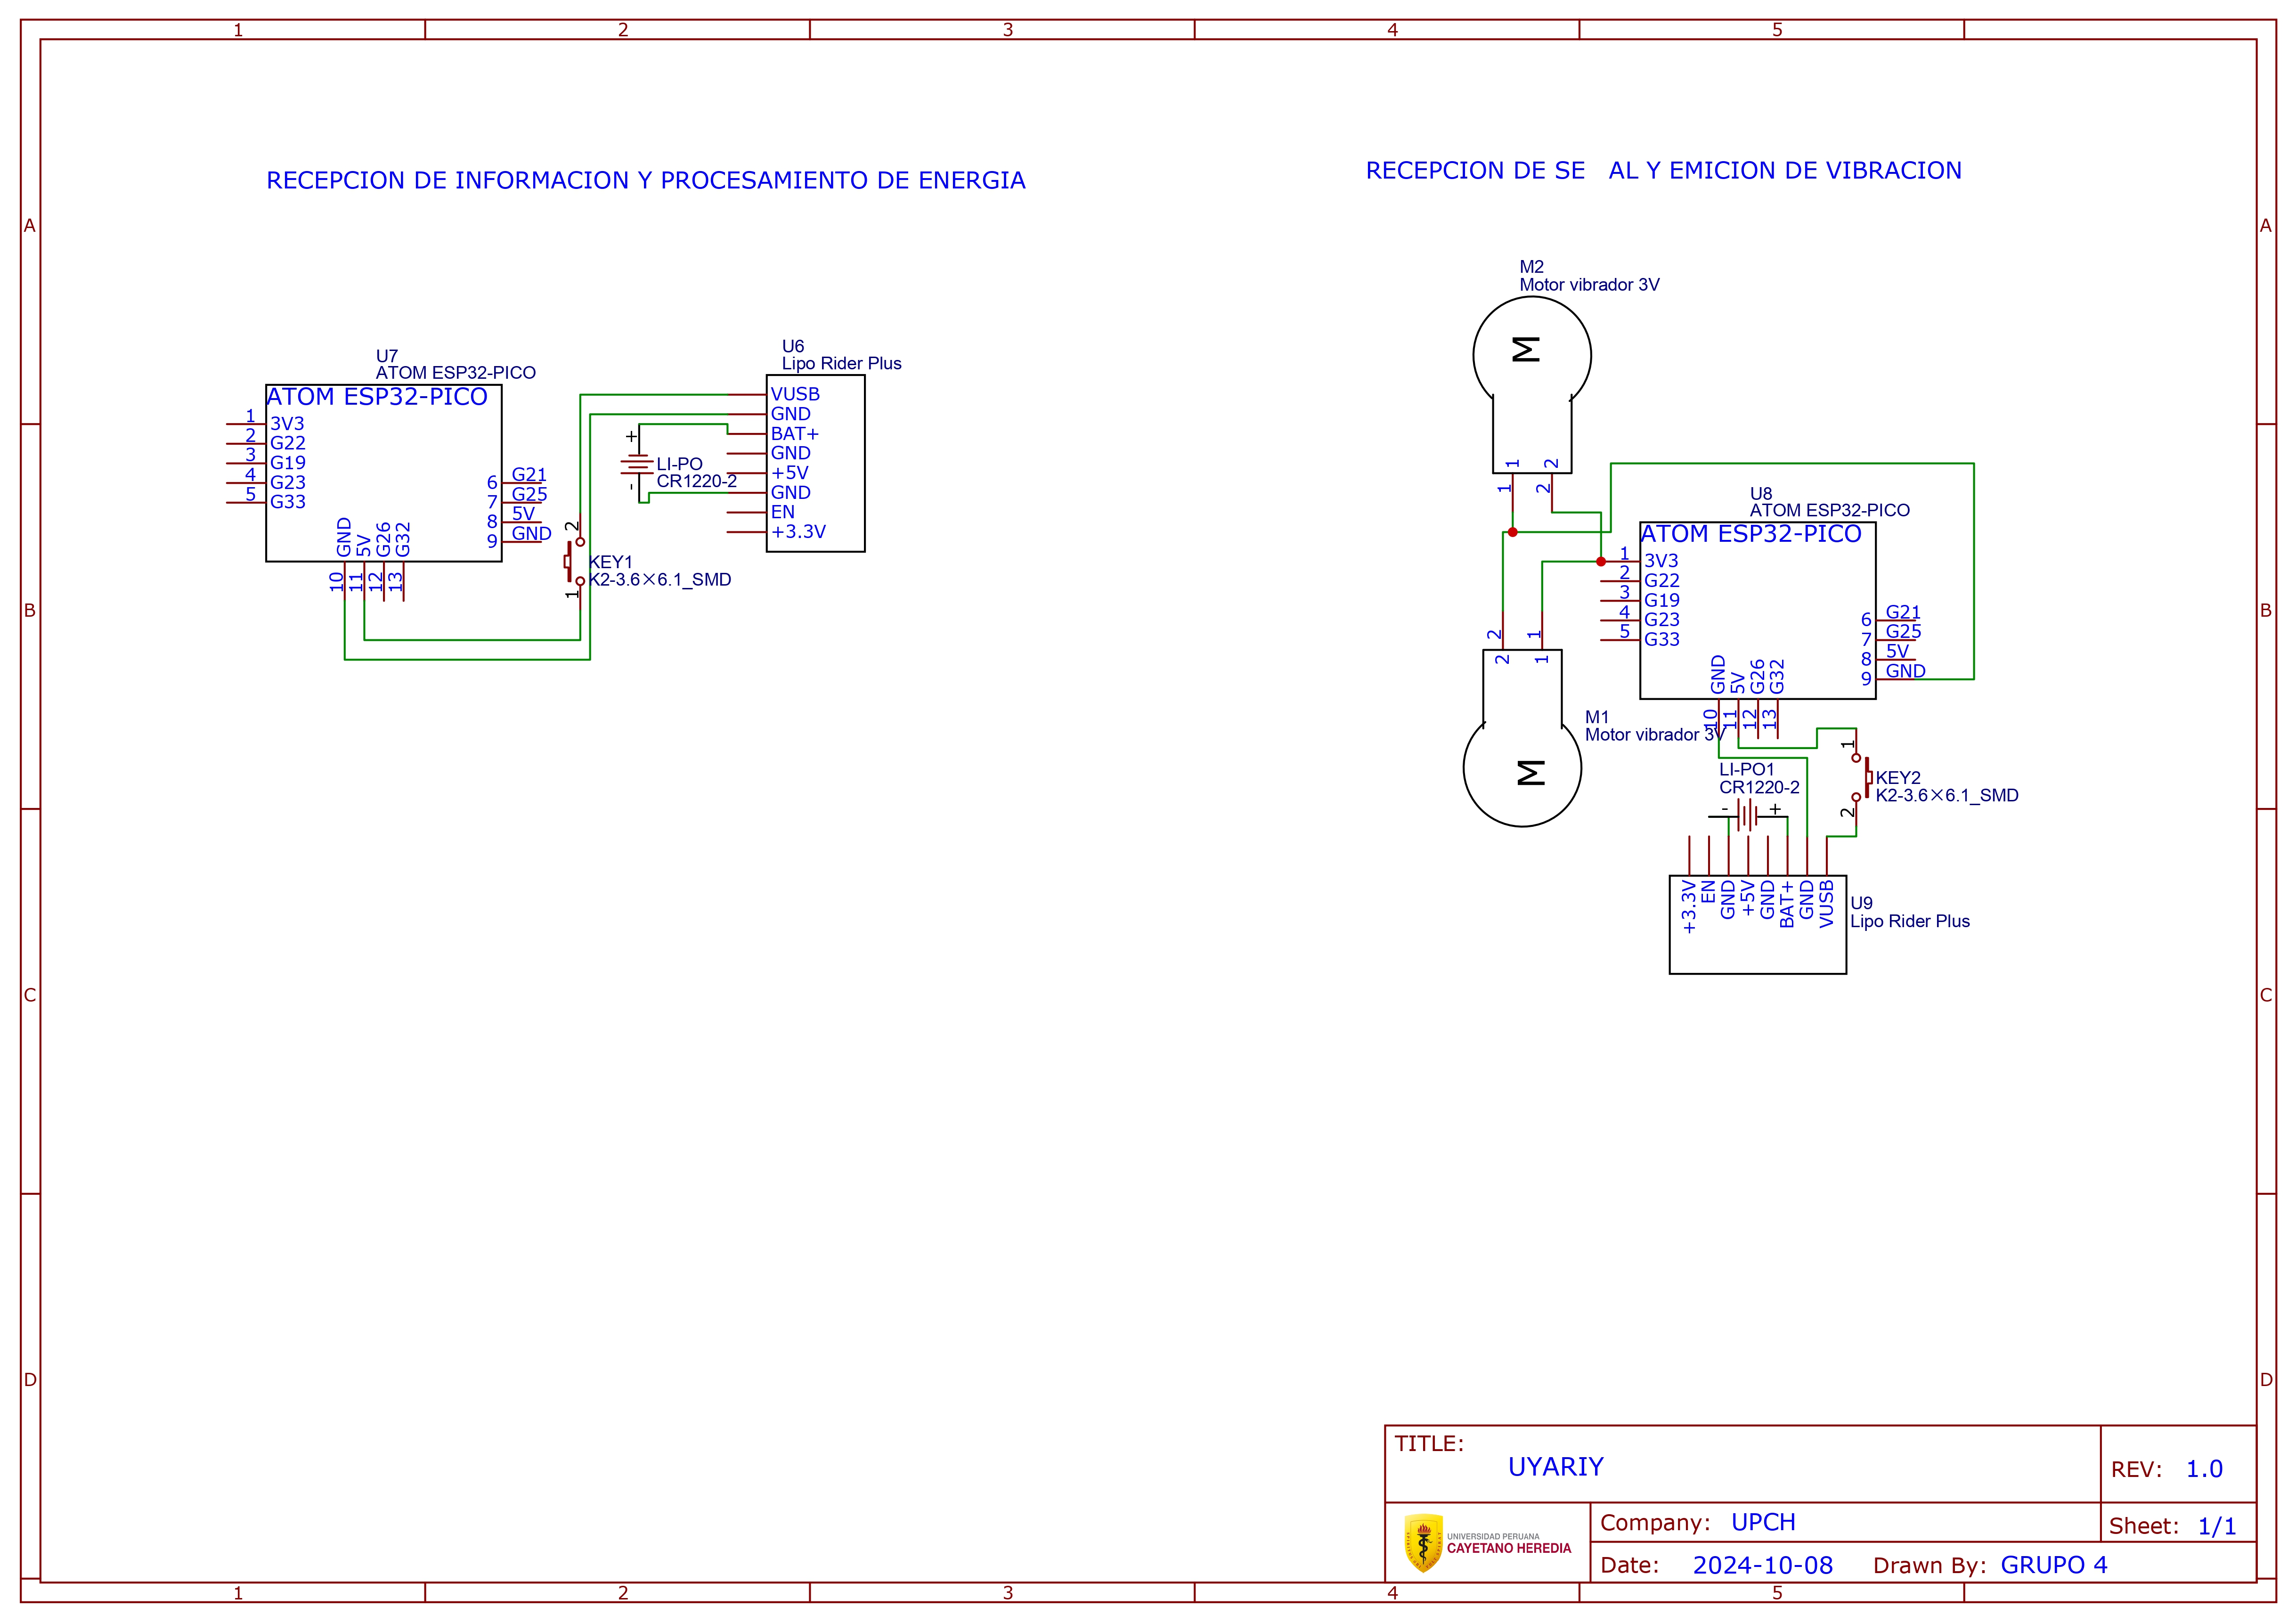 1 2 3 4 5
A A
B B
C C
D D
RECEPCION DE INFORMACION Y PROCESAMIENTO DE ENERGIA
RECEPCION DE SE   AL Y EMICION DE VIBRACION
U7
ATOM ESP32-PICO
ATOM ESP32-PICO
1 3V3
2 G22
3 G19
4 G23
5 G33
6 G21
7 G25
8 5V
9 GND
GND 5V G26 G32
10 11 12 13
U6
Lipo Rider Plus
VUSB
GND
BAT+
GND
+5V
GND
EN
+3.3V
+
-
LI-PO
CR1220-2
2
1
KEY1
K2-3.6×6.1_SMD
M2
Motor vibrador 3V
M
1 2
1 2
U8
ATOM ESP32-PICO
ATOM ESP32-PICO
1 3V3
2 G22
3 G19
4 G23
5 G33
6 G21
7 G25
8 5V
9 GND
GND 5V G26 G32
10 11 12 13
2 1
2 1
M1
Motor vibrador 3V
M
LI-PO1
CR1220-2
- +
1
2
KEY2
K2-3.6×6.1_SMD
+3.3V EN GND +5V GND BAT+ GND VUSB
U9
Lipo Rider Plus
TITLE:
UYARIY
REV: 1.0
UNIVERSIDAD PERUANA
CAYETANO HEREDIA
Company: UPCH
Sheet: 1/1
Date: 2024-10-08 Drawn By: GRUPO 4
1 2 3 4 5